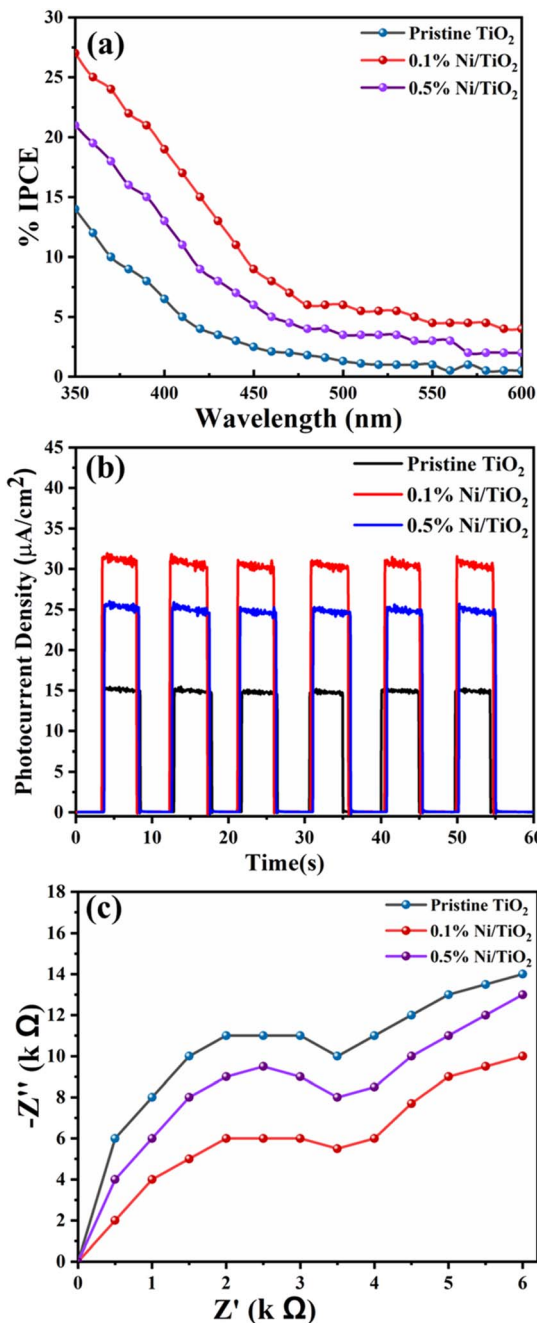 (a)
Pristine TiO₂
0.1% Ni/TiO₂
0.5% Ni/TiO₂
% IPCE
30
25
20
15
10
5
0
350 400 450 500 550 600
Wavelength (nm)
(b)
Pristine TiO₂
0.1% Ni/TiO₂
0.5% Ni/TiO₂
Photocurrent Density (μA/cm²)
45
40
35
30
25
20
15
10
5
0
0 10 20 30 40 50 60
Time(s)
(c)
Pristine TiO₂
0.1% Ni/TiO₂
0.5% Ni/TiO₂
-Z'' (k Ω)
18
16
14
12
10
8
6
4
2
0
0 1 2 3 4 5 6
Z' (k Ω)